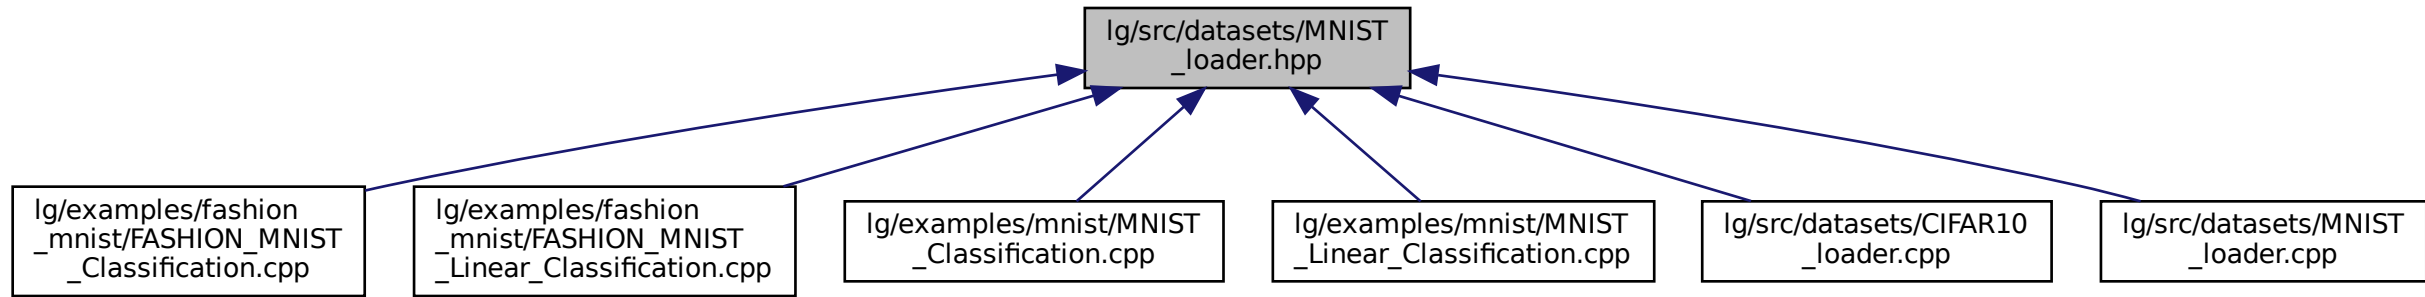 lg/src/datasets/MNIST
_loader.hpp
lg/examples/fashion
_mnist/FASHION_MNIST
_Classification.cpp
lg/examples/fashion
_mnist/FASHION_MNIST
_Linear_Classification.cpp
lg/examples/mnist/MNIST
_Classification.cpp
lg/examples/mnist/MNIST
_Linear_Classification.cpp
lg/src/datasets/CIFAR10
_loader.cpp
lg/src/datasets/MNIST
_loader.cpp